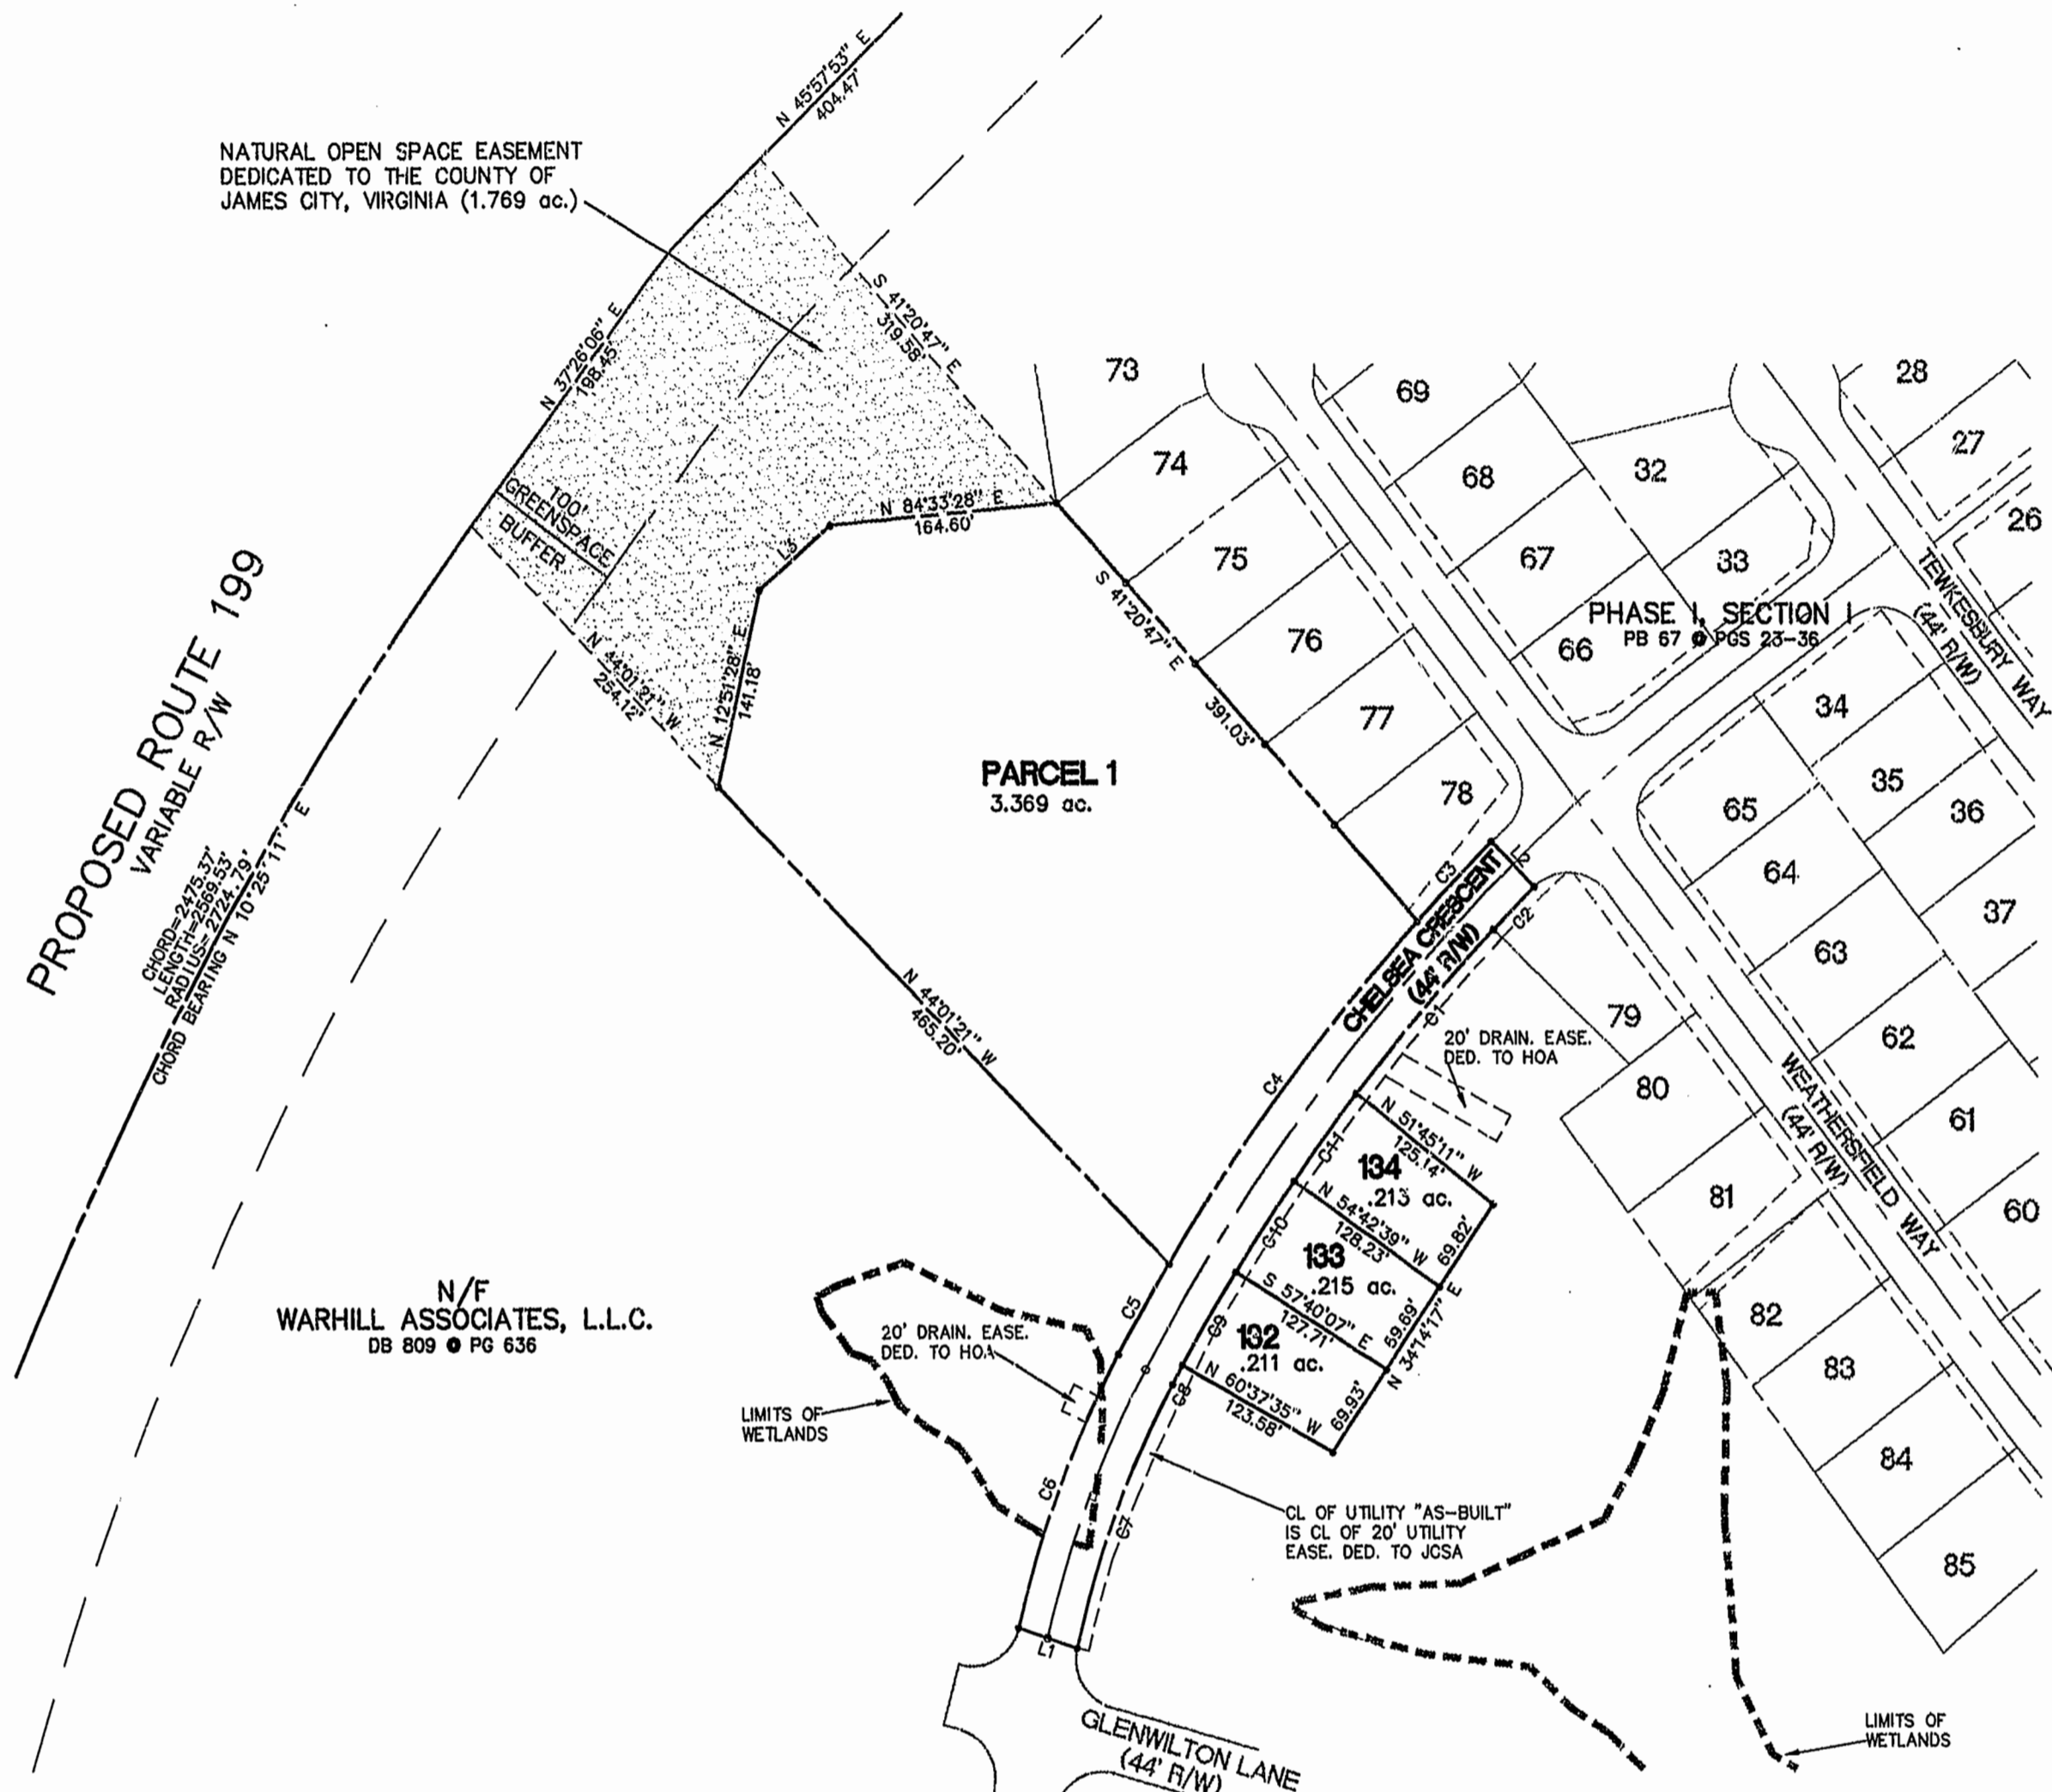 N 45°57'53" E
404.47'
NATURAL OPEN SPACE EASEMENT
DEDICATED TO THE COUNTY OF
JAMES CITY, VIRGINIA (1.769 ac.)
S 41°20'47" E
319.58'
N 37°26'06" E
198.45'
100'
GREENSPACE
BUFFER
N 84°33'28" E
164.60'
L3
N 12°51'28" E
141.18'
N 44°01'21" W
254.12'
PROPOSED ROUTE 199
VARIABLE R/W
CHORD=2475.37'
LENGTH=2569.53'
RADIUS=2724.79'
CHORD BEARING N 10°25'11" E
PARCEL 1
3.369 ac.
S 41°20'47" E
391.03'
N 44°01'21" W
465.20'
73
74
75
76
77
78
69
68
67
66
32
33
28
27
26
PHASE I, SECTION I
PB 67 @ PGS 23-36
TEWKESBURY WAY
(44' R/W)
34
35
36
37
65
64
63
62
61
60
WEATHERSFIELD WAY
(44' R/W)
79
80
81
82
83
84
85
CHELSEA CRESCENT
(44' R/W)
L2
C3
C2
C1
C4
C11
C10
C9
C8
C5
C6
C7
L1
20' DRAIN. EASE.
DED. TO HOA
N 51°45'11" W
125.14'
134
.213 ac.
69.82'
N 54°42'39" W
128.23'
133
.215 ac.
59.69'
N 34°14'17" E
S 57°40'07" E
127.71'
132
.211 ac.
69.93'
N 60°37'35" W
123.58'
N/F
WARHILL ASSOCIATES, L.L.C.
DB 809 @ PG 636
20' DRAIN. EASE.
DED. TO HOA
LIMITS OF
WETLANDS
CL OF UTILITY "AS-BUILT"
IS CL OF 20' UTILITY
EASE. DED. TO JCSA
LIMITS OF
WETLANDS
GLENWILTON LANE
(44' R/W)